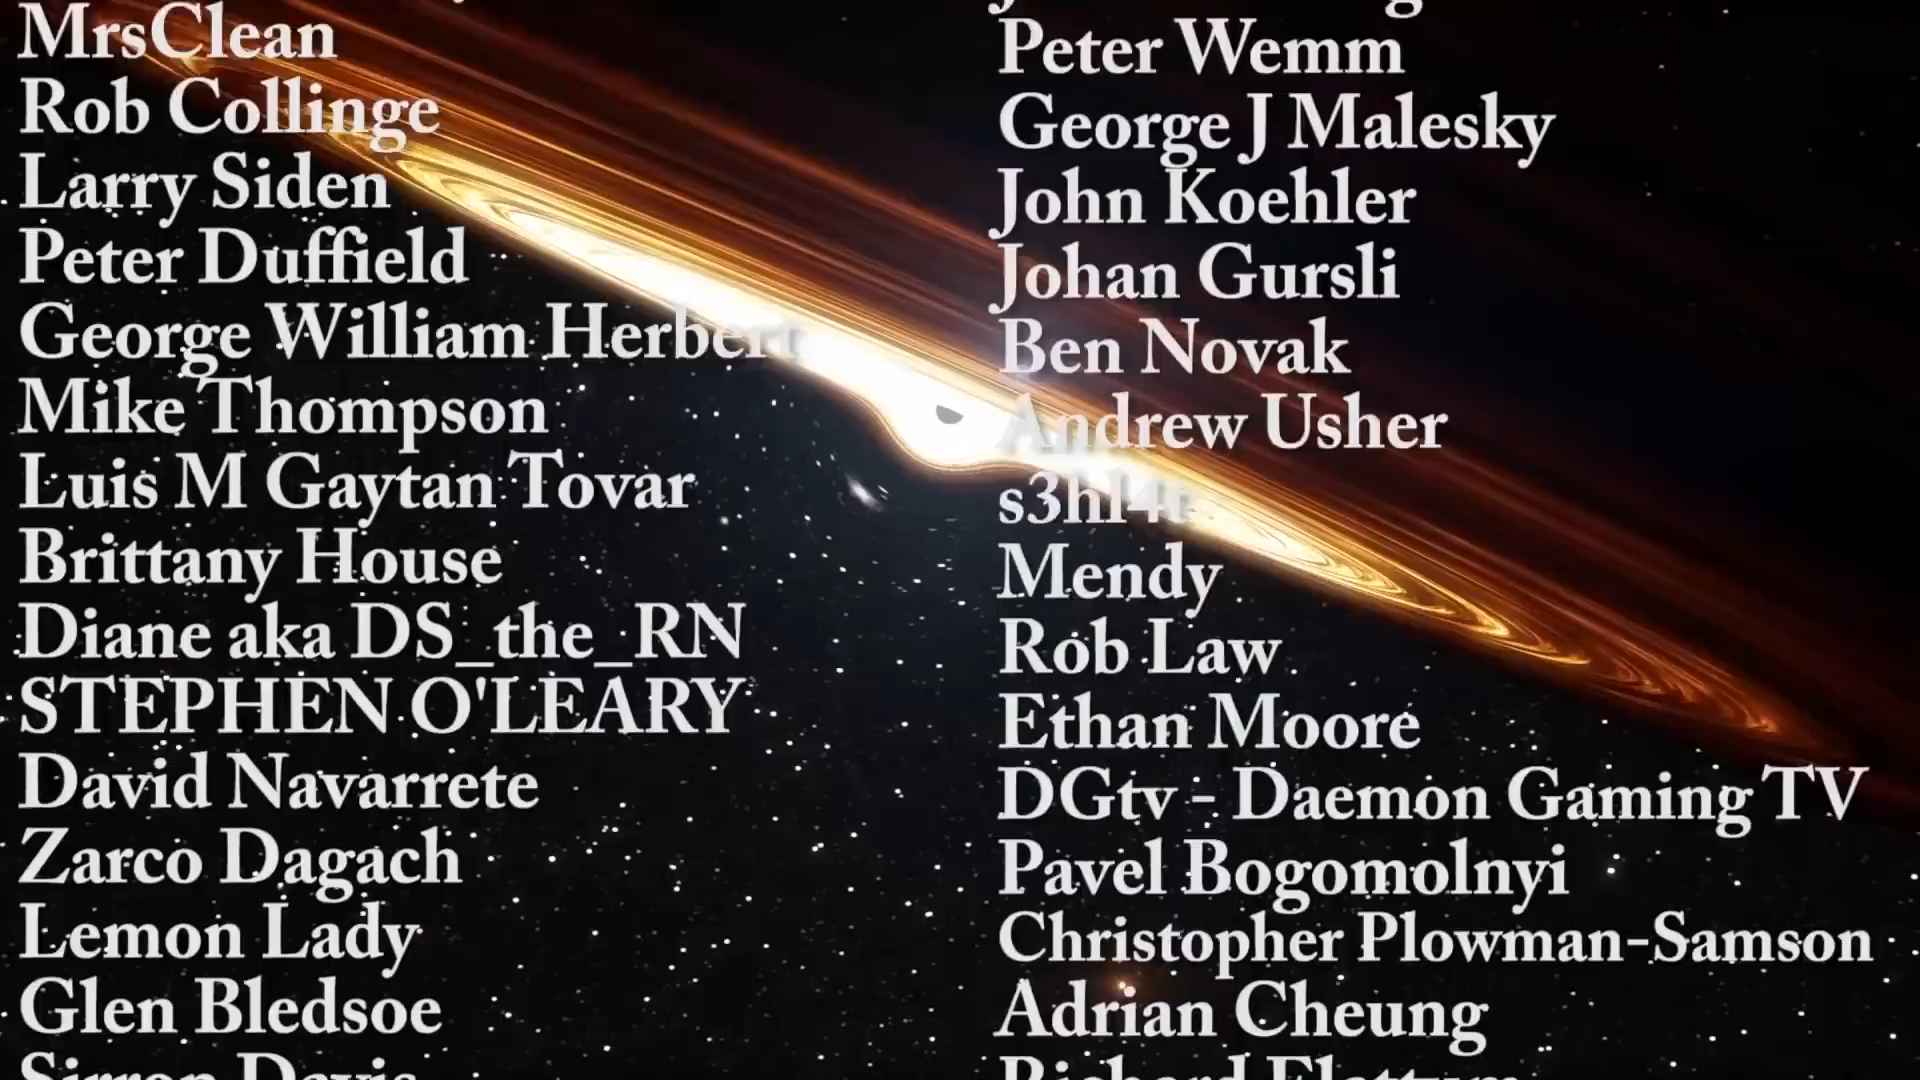 MrsClean
Rob Collinge
Larry Siden
Peter Duffield
George William Herbert
Mike Thompson
Luis M Gaytan Tovar
Brittany House
Diane aka DS_the_RN
STEPHEN O'LEARY
David Navarrete
Zarco Dagach
Lemon Lady
Glen Bledsoe
Davis
Peter Wemm
George J Malesky
John Koehler
Johan Gursli
Ben Novak
Andrew Usher
s3hl4t
Mendy
Rob Law
Ethan Moore
DGtv - Daemon Gaming TV
Pavel Bogomolnyi
Christopher Plowman-Samson
Adrian Cheung
Richard